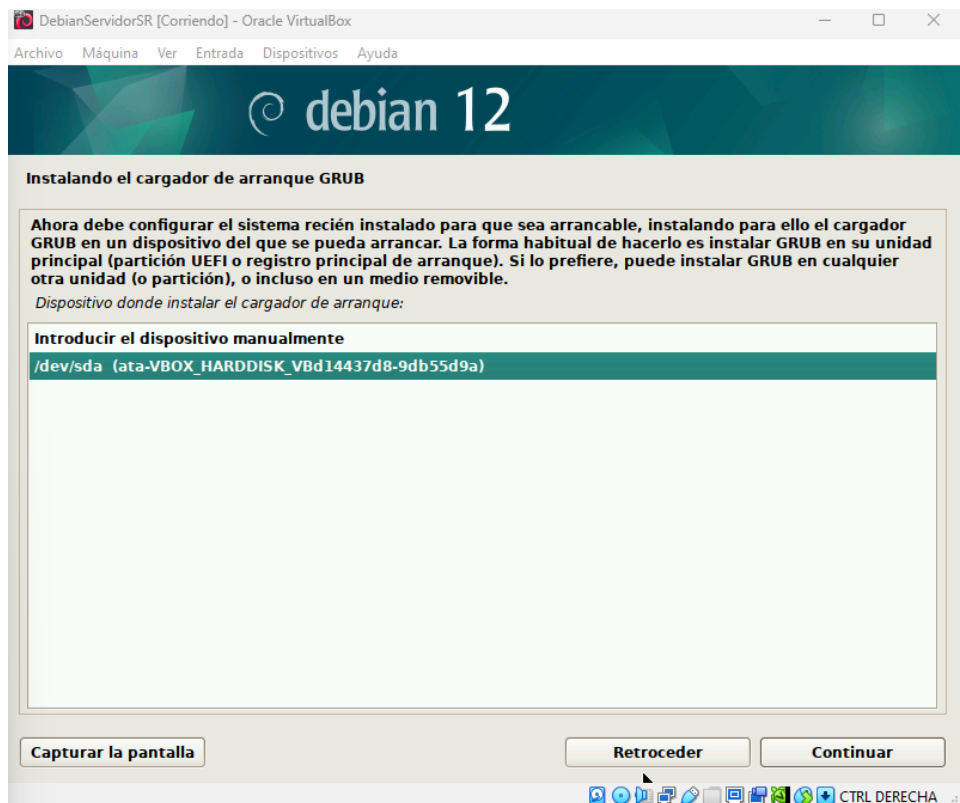 DebianServidorSR [Corriendo] - Oracle VirtualBox
Archivo Máquina Ver Entrada Dispositivos Ayuda
debian 12
Instalando el cargador de arranque GRUB
Ahora debe configurar el sistema recién instalado para que sea arrancable, instalando para ello el cargador
GRUB en un dispositivo del que se pueda arrancar. La forma habitual de hacerlo es instalar GRUB en su unidad
principal (partición UEFI o registro principal de arranque). Si lo prefiere, puede instalar GRUB en cualquier
otra unidad (o partición), o incluso en un medio removible.
Dispositivo donde instalar el cargador de arranque:
Introducir el dispositivo manualmente
/dev/sda (ata-VBOX_HARDDISK_VBd14437d8-9db55d9a)
Capturar la pantalla Retroceder Continuar
CTRL DERECHA